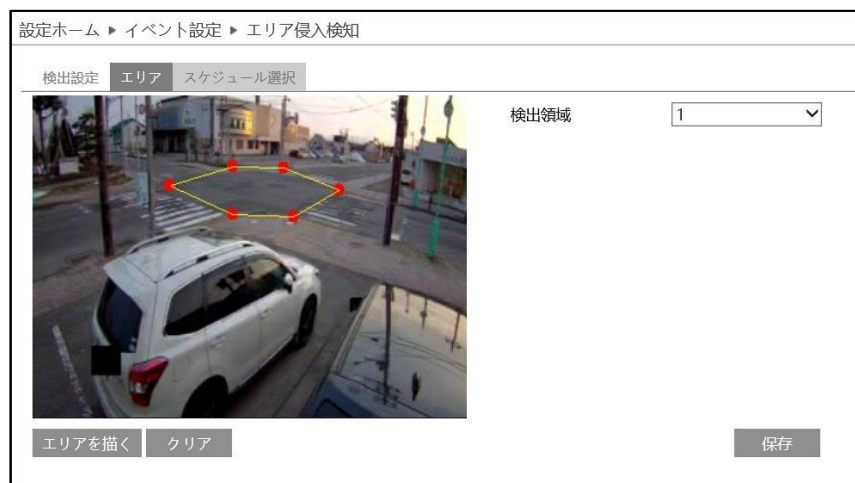 設定ホーム ▶ イベント設定 ▶ エリア侵入検知
検出設定 エリア スケジュール選択
検出領域 1
エリアを描く クリア 保存